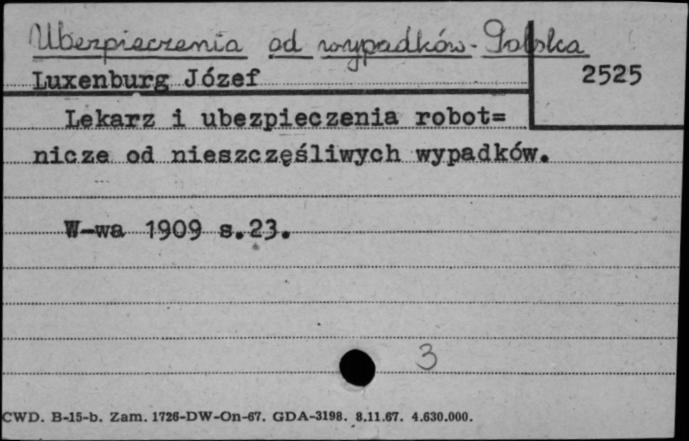 Ubezpieczenia od wypadków - Polska
Luxenburg Józef 2525
Lekarz i ubezpieczenia robot=
nicze od nieszczęśliwych wypadków.
W-wa 1909 s.23.
3
CWD. B-15-b. Zam. 1726-DW-On-67. GDA-3198. 8.11.67. 4.630.000.